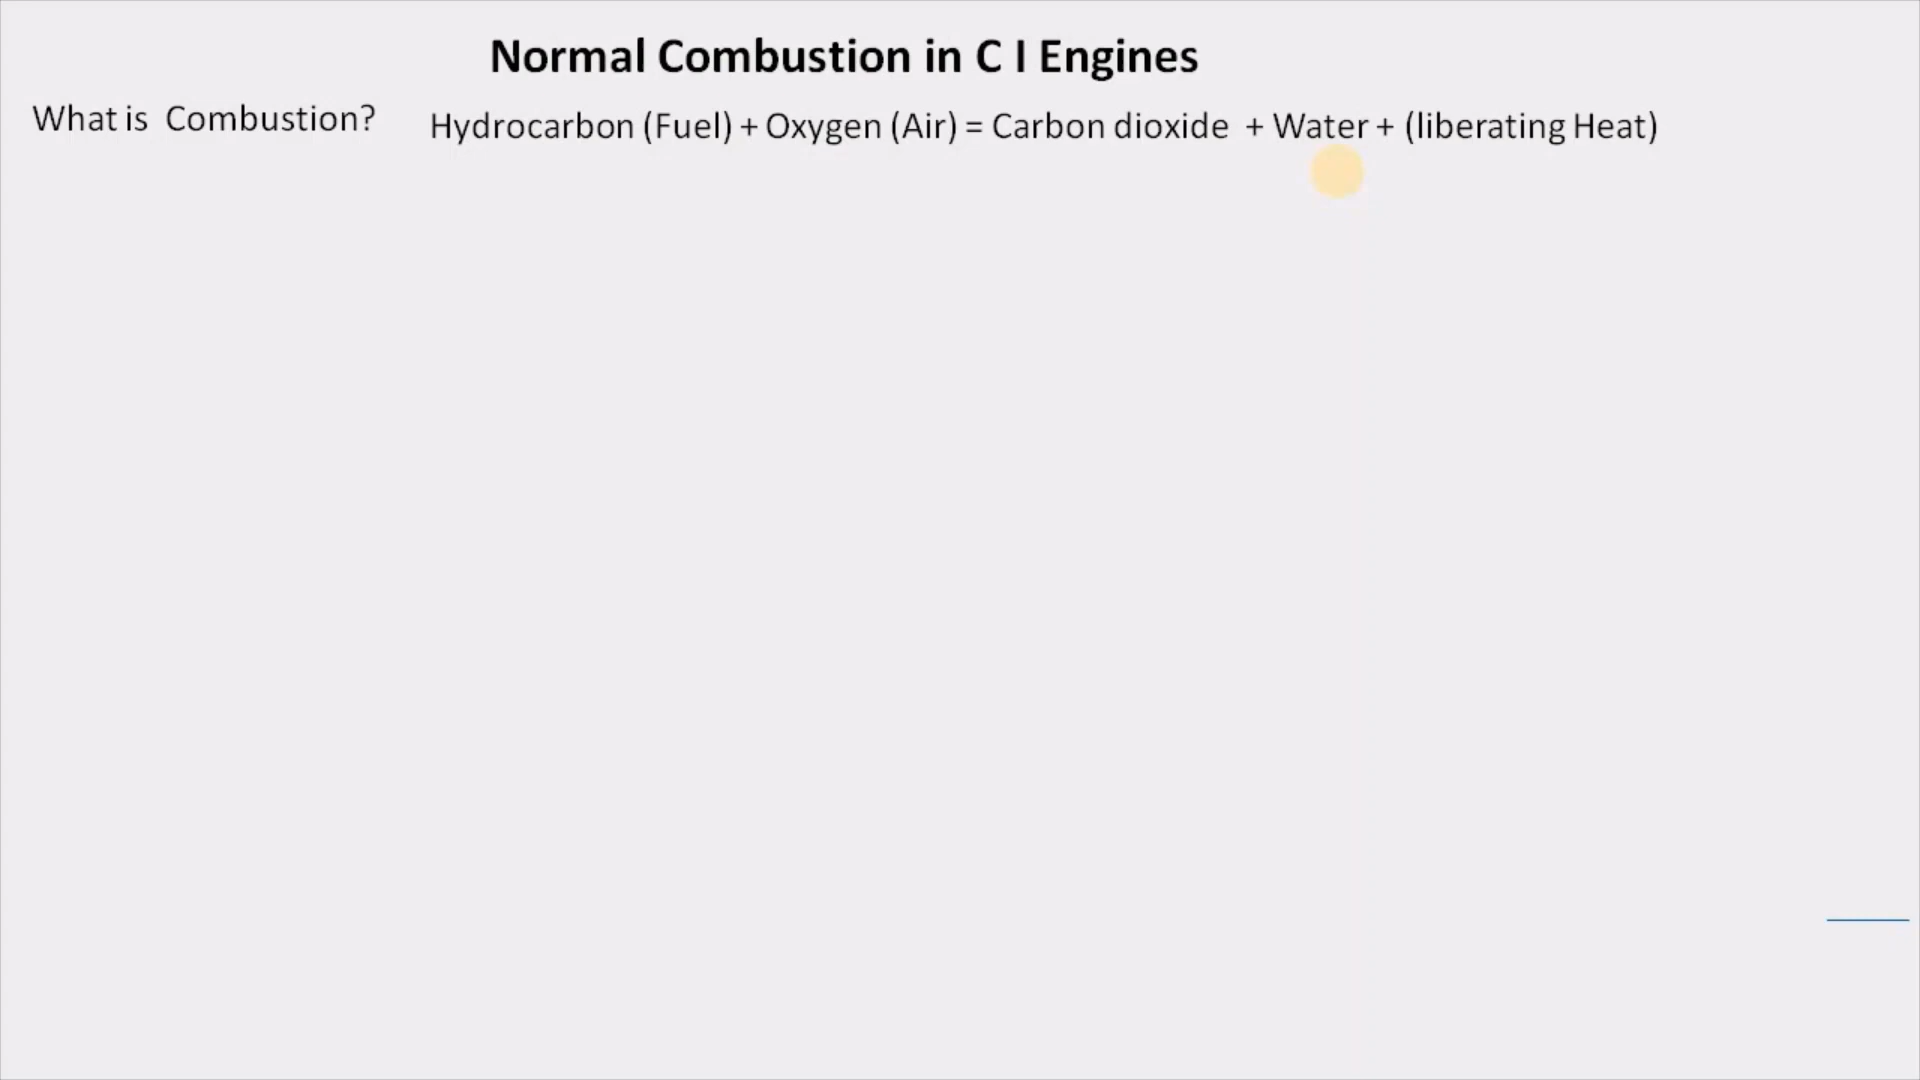 Normal Combustion in C I Engines
What is Combustion?
Hydrocarbon (Fuel) + Oxygen (Air) = Carbon dioxide + Water + (liberating Heat)